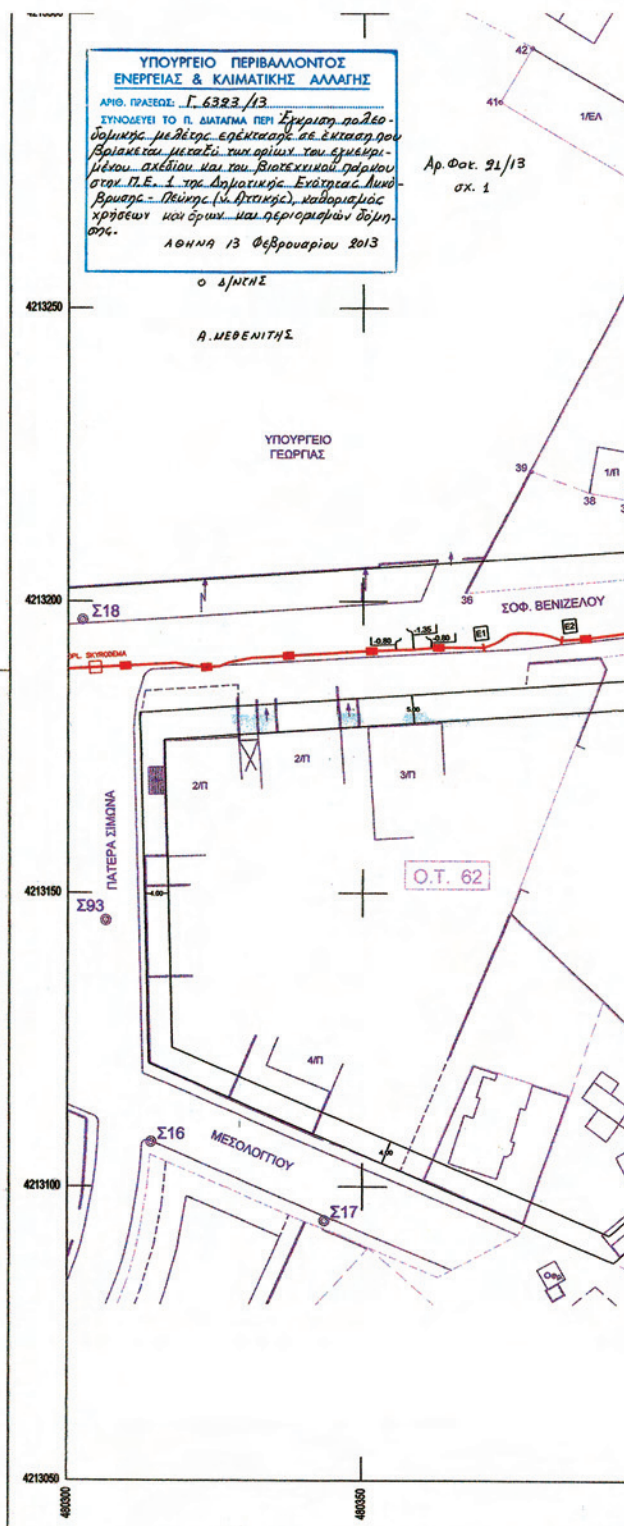 4213300
ΥΠΟΥΡΓΕΙΟ ΠΕΡΙΒΑΛΛΟΝΤΟΣ
ΕΝΕΡΓΕΙΑΣ & ΚΛΙΜΑΤΙΚΗΣ ΑΛΛΑΓΗΣ
ΑΡΙΘ. ΠΡΑΞΕΩΣ: Γ. 6323/13
ΣΥΝΟΔΕΥΕΙ ΤΟ Π. ΔΙΑΤΑΓΜΑ ΠΕΡΙ Έγκριση πολεο-
δομικής μελέτης επέκτασης σε έκταση που
βρίσκεται μεταξύ των ορίων του εγκεκρι-
μένου σχεδίου και του βιοτεχνικού πάρκου
στην Π.Ε. 1 της Δημοτικής Ενότητας Λυκό-
βρυσης - Πεύκης (ν. Αττικής), καθορισμός
χρήσεων και όρων και περιορισμών δόμη-
σης.
ΑΘΗΝΑ 13 Φεβρουαρίου 2013
Ο Δ/ΝΤΗΣ
Α. ΜΕΘΕΝΙΤΗΣ
Αρ. Φακ. 21/13
σχ. 1
42
41
1/ΕΛ
4213250
ΥΠΟΥΡΓΕΙΟ
ΓΕΩΡΓΙΑΣ
39
1/Π
38
36
4213200
Σ18
ΣΟΦ. ΒΕΝΙΖΕΛΟΥ
-1.35
-0.80
-0.80
E1
E2
OPL SKYRODEMA
5.00
2/Π
2/Π
3/Π
ΠΑΤΕΡΑ ΣΙΜΩΝΑ
4213150
4.00
Ο.Τ. 62
Σ93
4/Π
Σ16
ΜΕΣΟΛΟΓΓΙΟΥ
4.00
4213100
Σ17
4213050
480300
480350